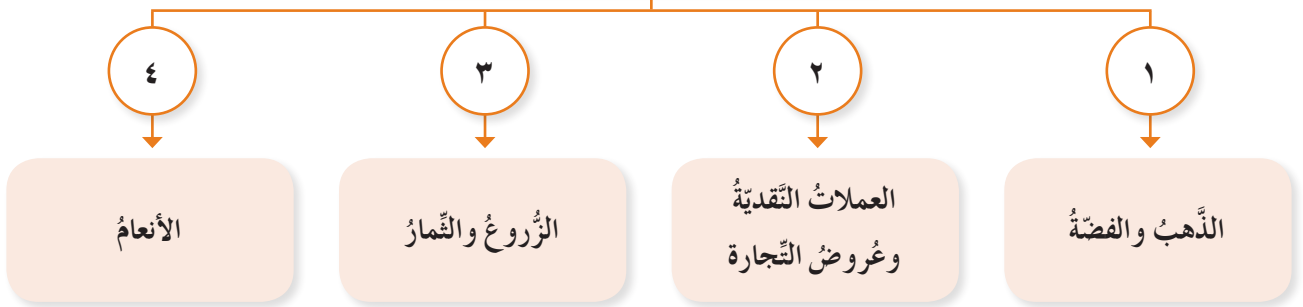 ١
٢
٣
٤
الذَّهبُ والفضّةُ
العملاتُ النَّقديّةُ
وعُروضُ التِّجارة
الزُّروعُ والثِّمارُ
الأنعامُ